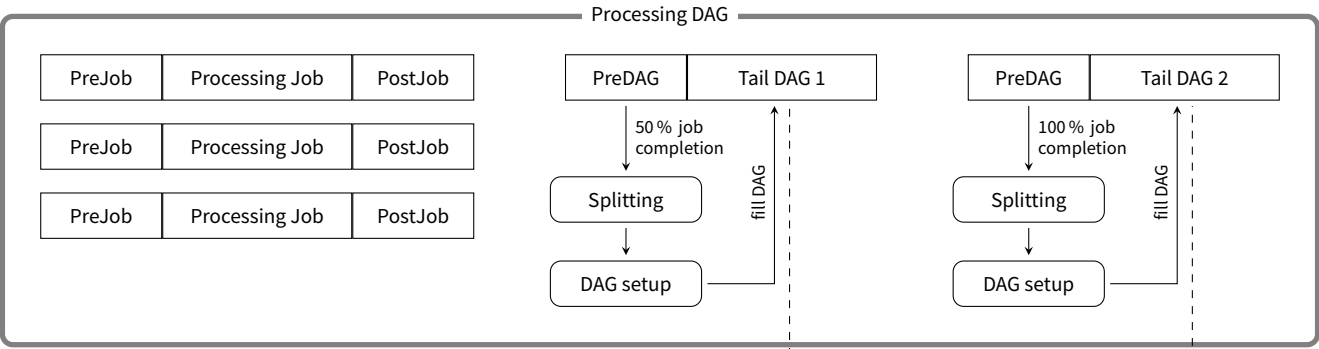 Processing DAG
PreJob Processing Job PostJob
PreJob Processing Job PostJob
PreJob Processing Job PostJob
PreDAG Tail DAG 1
50 % job
completion
Splitting
fill DAG
DAG setup
PreDAG Tail DAG 2
100 % job
completion
Splitting
fill DAG
DAG setup